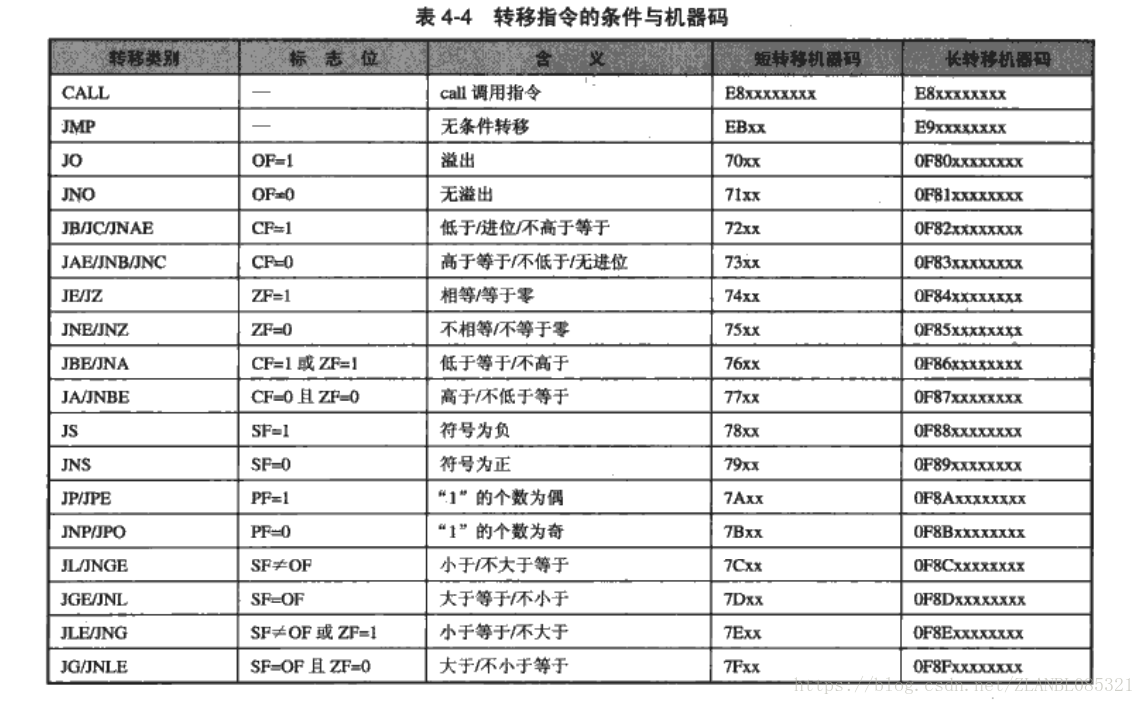 表 4-4 转移指令的条件与机器码
转移类别 标 志 位 含 义 短转移机器码 长转移机器码
CALL — call 调用指令 E8xxxxxxxx E8xxxxxxxx
JMP — 无条件转移 EBxx E9xxxxxxxx
JO OF=1 溢出 70xx 0F80xxxxxxxx
JNO OF=0 无溢出 71xx 0F81xxxxxxxx
JB/JC/JNAE CF=1 低于/进位/不高于等于 72xx 0F82xxxxxxxx
JAE/JNB/JNC CF=0 高于等于/不低于/无进位 73xx 0F83xxxxxxxx
JE/JZ ZF=1 相等/等于零 74xx 0F84xxxxxxxx
JNE/JNZ ZF=0 不相等/不等于零 75xx 0F85xxxxxxxx
JBE/JNA CF=1 或 ZF=1 低于等于/不高于 76xx 0F86xxxxxxxx
JA/JNBE CF=0 且 ZF=0 高于/不低于等于 77xx 0F87xxxxxxxx
JS SF=1 符号为负 78xx 0F88xxxxxxxx
JNS SF=0 符号为正 79xx 0F89xxxxxxxx
JP/JPE PF=1 “1”的个数为偶 7Axx 0F8Axxxxxxxx
JNP/JPO PF=0 “1”的个数为奇 7Bxx 0F8Bxxxxxxxx
JL/JNGE SF≠OF 小于/不大于等于 7Cxx 0F8Cxxxxxxxx
JGE/JNL SF=OF 大于等于/不小于 7Dxx 0F8Dxxxxxxxx
JLE/JNG SF≠OF 或 ZF=1 小于等于/不大于 7Exx 0F8Exxxxxxxx
JG/JNLE SF=OF 且 ZF=0 大于/不小于等于 7Fxx 0F8Fxxxxxxxx
https://blog.csdn.net/ZLANBL085321